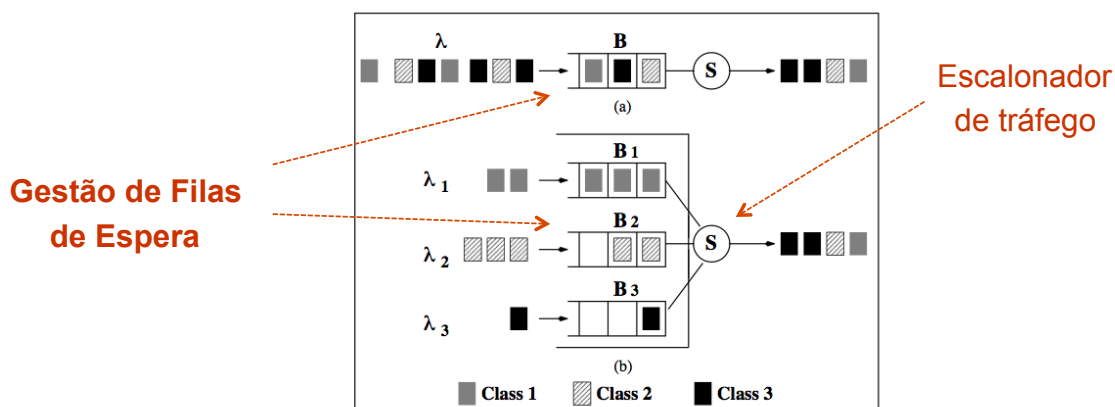 λ
B
S
(a)
Escalonador
de tráfego
Gestão de Filas
de Espera
B 1
λ 1
B 2
λ 2
S
B 3
λ 3
(b)
Class 1
Class 2
Class 3